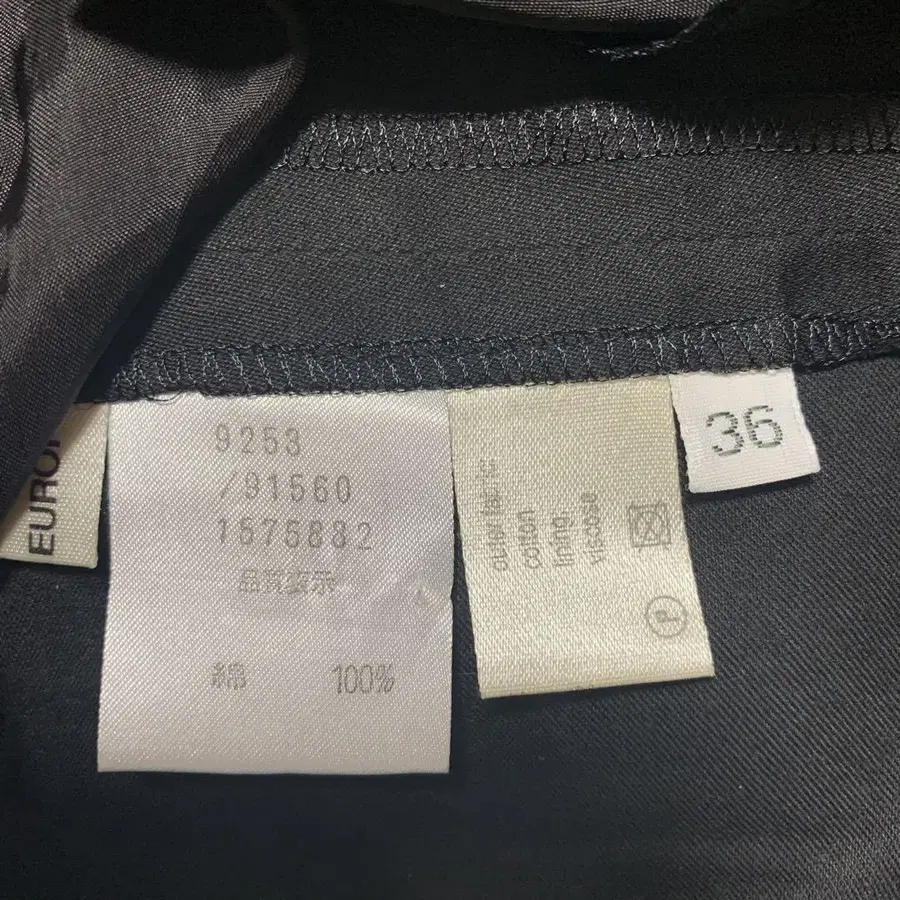 EURO
9253
/91560
1575882
品質表示
綿 100%
outer fabric:
cotton
lining:
viscose
P
36